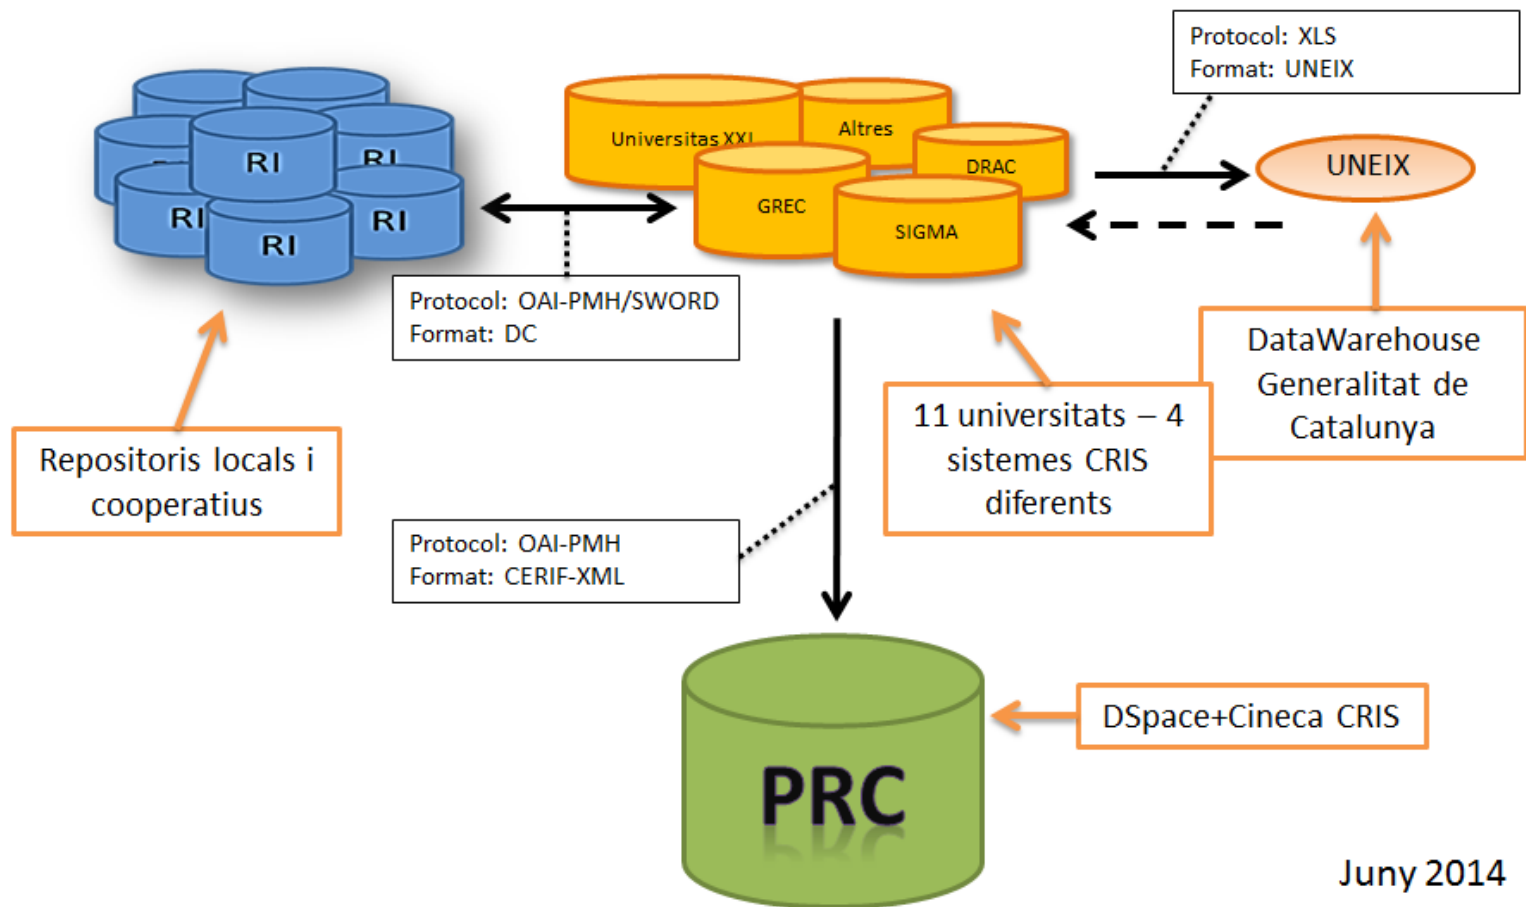 Protocol: XLS
Format: UNEIX
Universitas XXI
Altres
DRAC
GREC
SIGMA
UNEIX
RI
RI
RI
RI
RI
Protocol: OAI-PMH/SWORD
Format: DC
DataWarehouse
Generalitat de
Catalunya
11 universitats – 4
sistemes CRIS
diferents
Repositoris locals i
cooperatius
Protocol: OAI-PMH
Format: CERIF-XML
DSpace+Cineca CRIS
PRC
Juny 2014